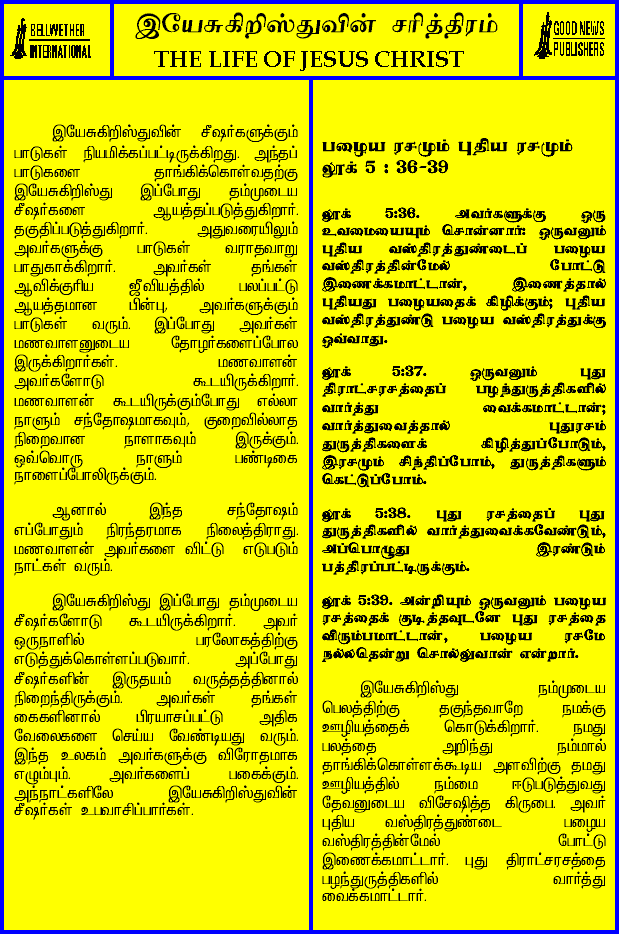 BELLWETHER
INTERNATIONAL
இயேசுகிறிஸ்துவின் சரித்திரம்
THE LIFE OF JESUS CHRIST
GOOD NEWS
PUBLISHERS
இயேசுகிறிஸ்துவின் சீஷர்களுக்கும்
பாடுகள் நியமிக்கப்பட்டிருக்கிறது. அந்தப்
பாடுகளை தாங்கிக்கொள்வதற்கு
இயேசுகிறிஸ்து இப்போது தம்முடைய
சீஷர்களை ஆயத்தப்படுத்துகிறார்.
தகுதிப்படுத்துகிறார். அதுவரையிலும்
அவர்களுக்கு பாடுகள் வராதவாறு
பாதுகாக்கிறார். அவர்கள் தங்கள்
ஆவிக்குரிய ஜீவியத்தில் பலப்பட்டு
ஆயத்தமான பின்பு, அவர்களுக்கும்
பாடுகள் வரும். இப்போது அவர்கள்
மணவாளனுடைய தோழர்களைப்போல
இருக்கிறார்கள். மணவாளன்
அவர்களோடு கூடயிருக்கிறார்.
மணவாளன் கூடயிருக்கும்போது எல்லா
நாளும் சந்தோஷமாகவும், குறைவில்லாத
நிறைவான நாளாகவும் இருக்கும்.
ஒவ்வொரு நாளும் பண்டிகை
நாளைப்போலிருக்கும்.
ஆனால் இந்த சந்தோஷம்
எப்போதும் நிரந்தரமாக நிலைத்திராது.
மணவாளன் அவர்களை விட்டு எடுபடும்
நாட்கள் வரும்.
இயேசுகிறிஸ்து இப்போது தம்முடைய
சீஷர்களோடு கூடயிருக்கிறார். அவர்
ஒருநாளில் பரலோகத்திற்கு
எடுத்துக்கொள்ளப்படுவார். அப்போது
சீஷர்களின் இருதயம் வருத்தத்தினால்
நிறைந்திருக்கும். அவர்கள் தங்கள்
கைகளினால் பிரயாசப்பட்டு அதிக
வேலைகளை செய்ய வேண்டியது வரும்.
இந்த உலகம் அவர்களுக்கு விரோதமாக
எழும்பும். அவர்களைப் பகைக்கும்.
அந்நாட்களிலே இயேசுகிறிஸ்துவின்
சீஷர்கள் உபவாசிப்பார்கள்.
பழைய ரசமும் புதிய ரசமும்
லூக் 5 : 36-39
லூக் 5:36. அவர்களுக்கு ஒரு
உவமையையும் சொன்னார்: ஒருவனும்
புதிய வஸ்திரத்துண்டைப் பழைய
வஸ்திரத்தின்மேல் போட்டு
இணைக்கமாட்டான், இணைத்தால்
புதியது பழையதைக் கிழிக்கும்; புதிய
வஸ்திரத்துண்டு பழைய வஸ்திரத்துக்கு
ஒவ்வாது.
லூக் 5:37. ஒருவனும் புது
திராட்சரசத்தைப் பழந்துருத்திகளில்
வார்த்து வைக்கமாட்டான்;
வார்த்துவைத்தால் புதுரசம்
துருத்திகளைக் கிழித்துப்போடும்,
இரசமும் சிந்திப்போம், துருத்திகளும்
கெட்டுப்போம்.
லூக் 5:38. புது ரசத்தைப் புது
துருத்திகளில் வார்த்துவைக்கவேண்டும்,
அப்பொழுது இரண்டும்
பத்திரப்பட்டிருக்கும்.
லூக் 5:39. அன்றியும் ஒருவனும் பழைய
ரசத்தைக் குடித்தவுடனே புது ரசத்தை
விரும்பமாட்டான், பழைய ரசமே
நல்லதென்று சொல்லுவான் என்றார்.
இயேசுகிறிஸ்து நம்முடைய
பெலத்திற்கு தகுந்தவாறே நமக்கு
ஊழியத்தைக் கொடுக்கிறார். நமது
பலத்தை அறிந்து நம்மால்
தாங்கிக்கொள்ளக்கூடிய அளவிற்கு தமது
ஊழியத்தில் நம்மை ஈடுபடுத்துவது
தேவனுடைய விசேஷித்த கிருபை. அவர்
புதிய வஸ்திரத்துண்டை பழைய
வஸ்திரத்தின்மேல் போட்டு
இணைக்கமாட்டார். புது திராட்சரசத்தை
பழந்துருத்திகளில் வார்த்து
வைக்கமாட்டார்.